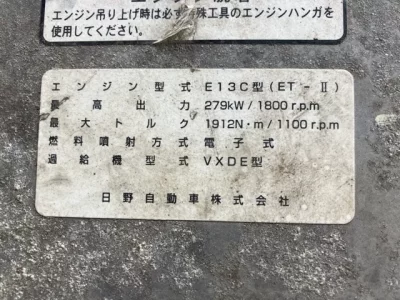 エンジン吊り上げ時は必ず特殊工具のエンジンハンガを
使用してください。
エンジン型式 E13C型(ET-Ⅱ)
最高出力 279kW/1800r.p.m
最大トルク 1912N・m/1100r.p.m
燃料噴射方式 電子式
過給機型式 VXDE型
日野自動車株式会社